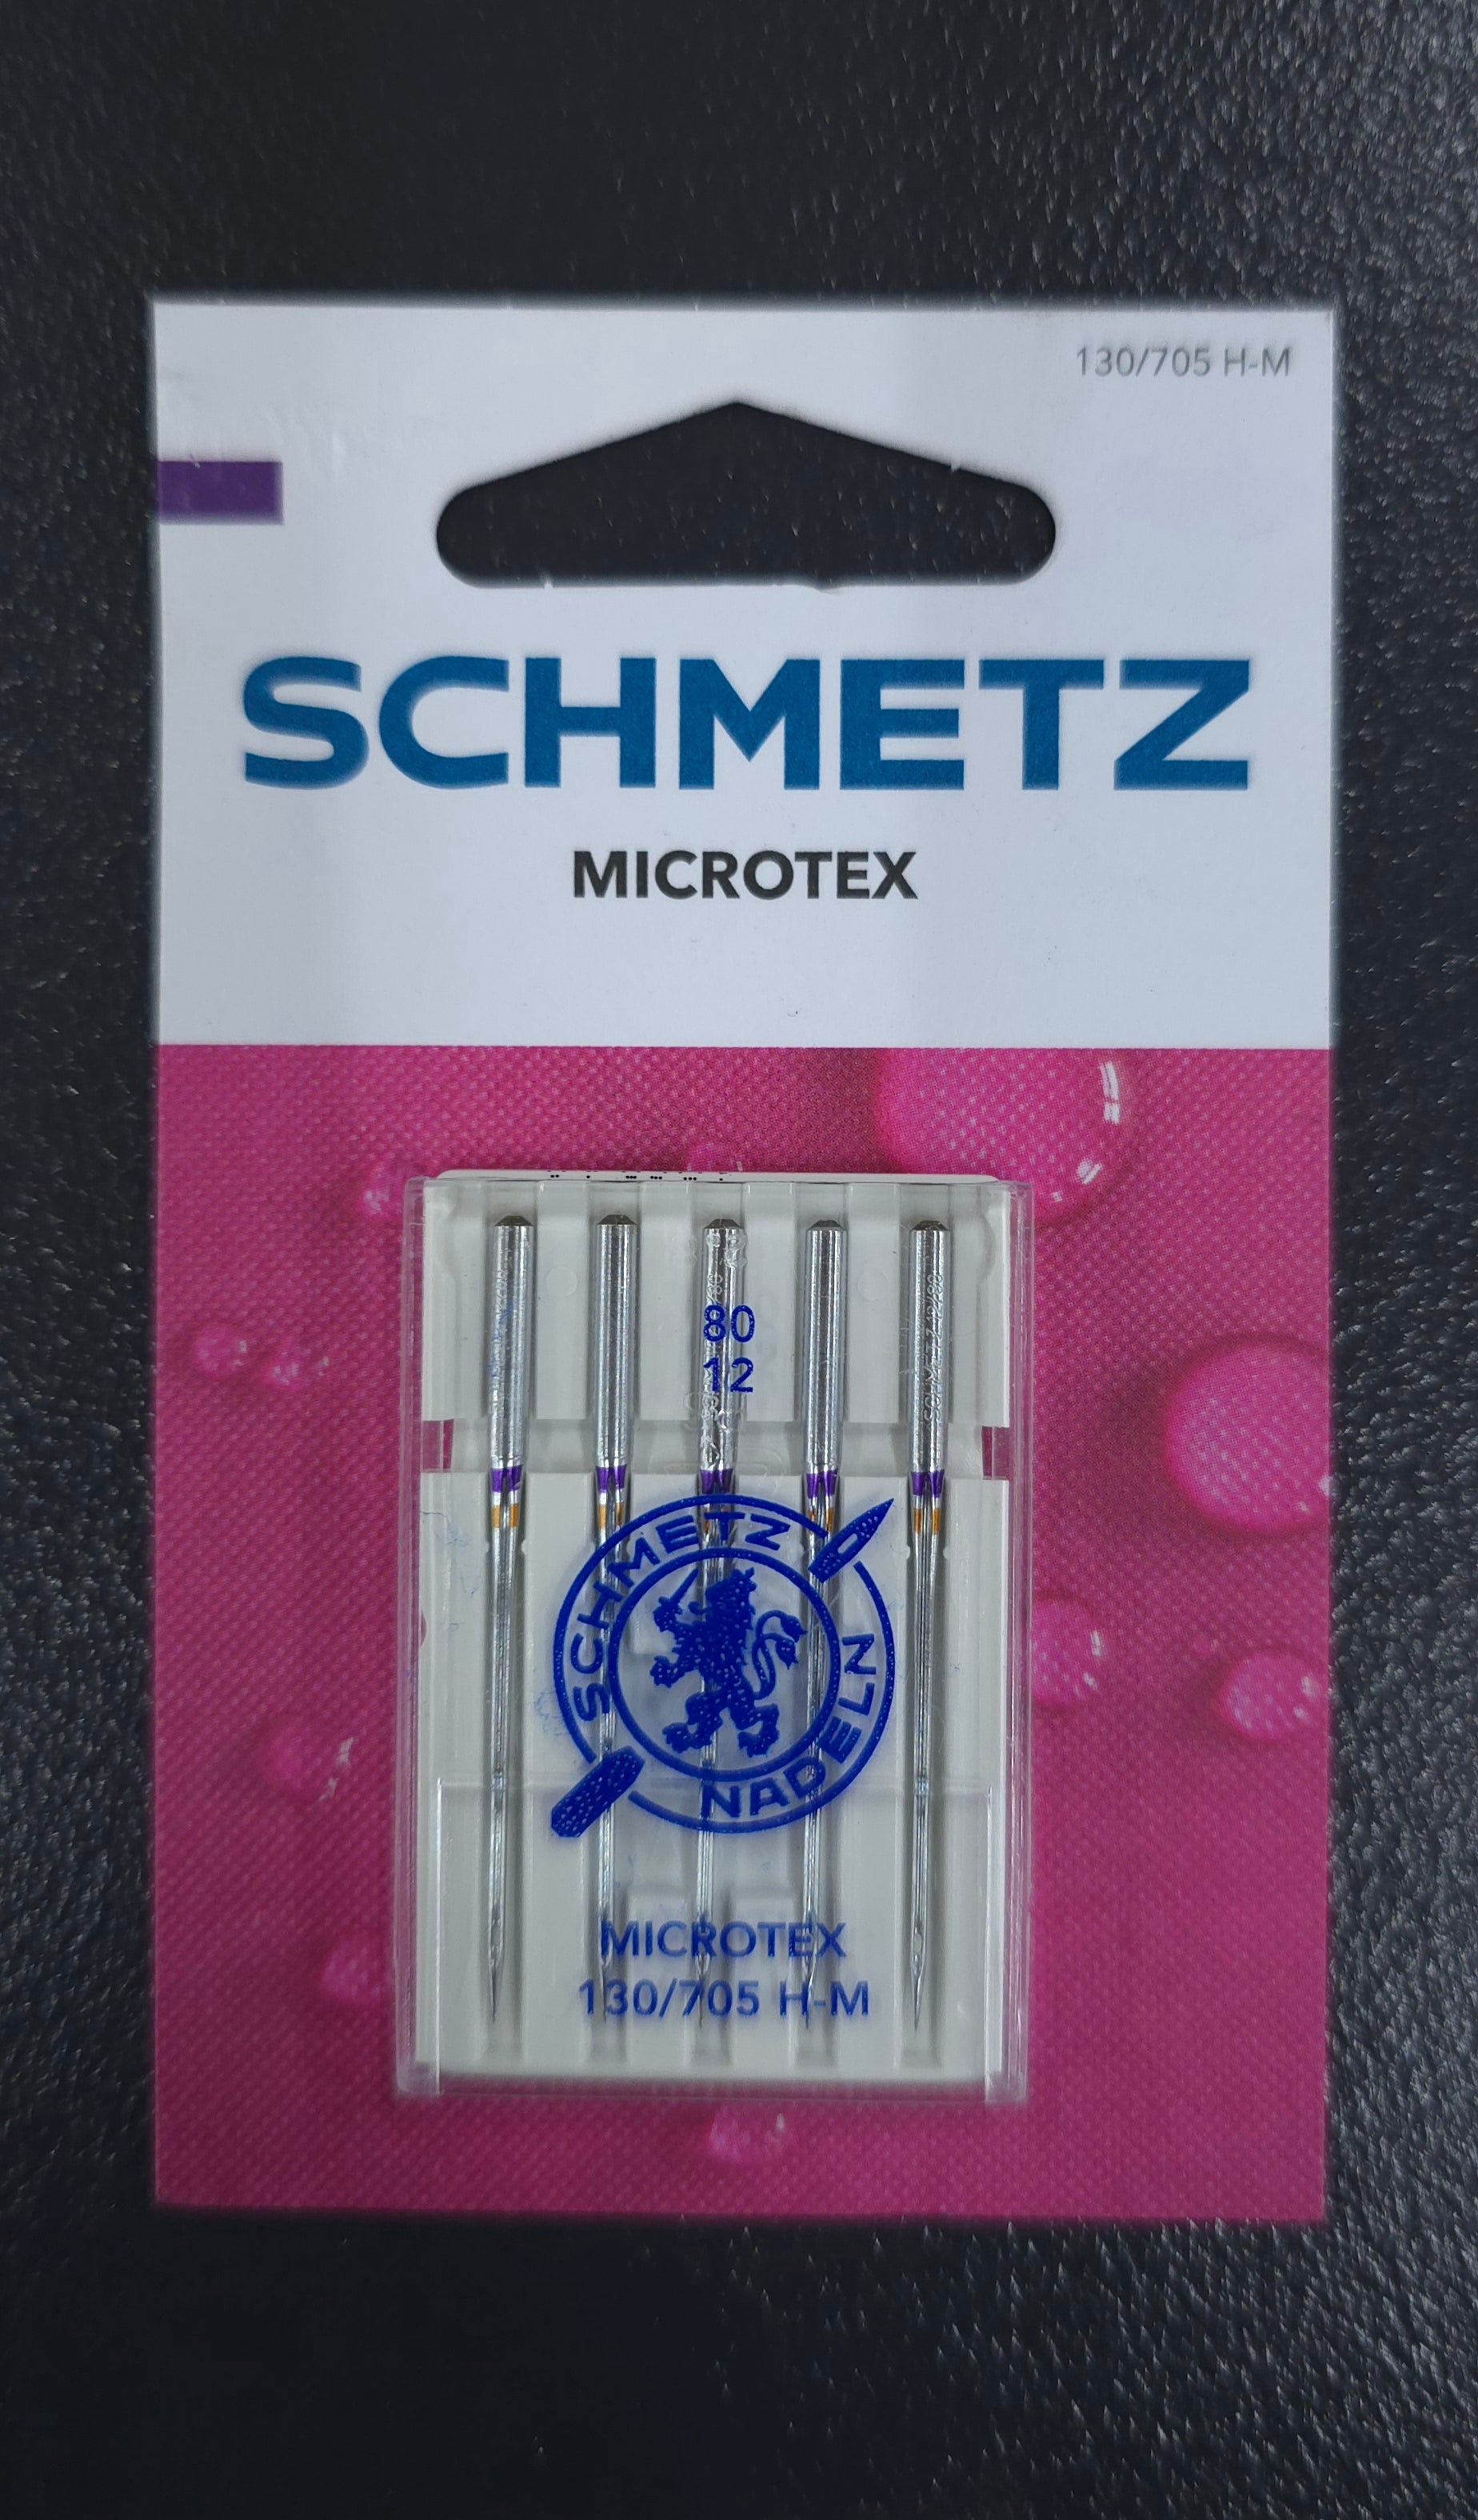 130/705 H-M
SCHMETZ
MICROTEX
80
12
SCHMETZ
NADELN
MICROTEX
130/705 H-M